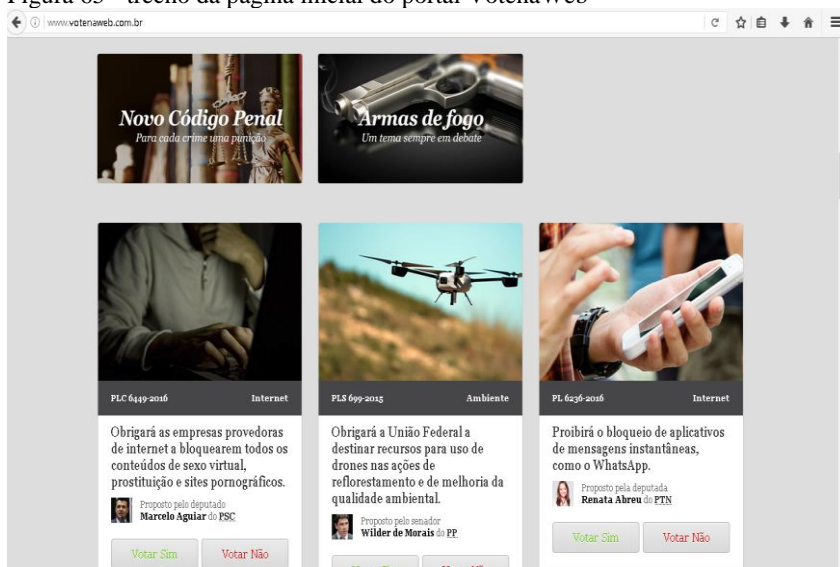 Figura 63 - trecho da página inicial do portal VotenaWeb
www.votenaweb.com.br
Novo Código Penal
Para cada crime uma punição
Armas de fogo
Um tema sempre em debate
PLC 6449-2016 Internet
Obrigará as empresas provedoras
de internet a bloquearem todos os
conteúdos de sexo virtual,
prostituição e sites pornográficos.
Proposto pelo deputado
Marcelo Aguiar do PSC
Votar Sim Votar Não
PLS 699-2015 Ambiente
Obrigará a União Federal a
destinar recursos para uso de
drones nas ações de
reflorestamento e de melhoria da
qualidade ambiental.
Proposto pelo senador
Wilder de Morais do PP
PL 6236-2016 Internet
Proibirá o bloqueio de aplicativos
de mensagens instantâneas,
como o WhatsApp.
Proposto pela deputada
Renata Abreu do PTN
Votar Sim Votar Não